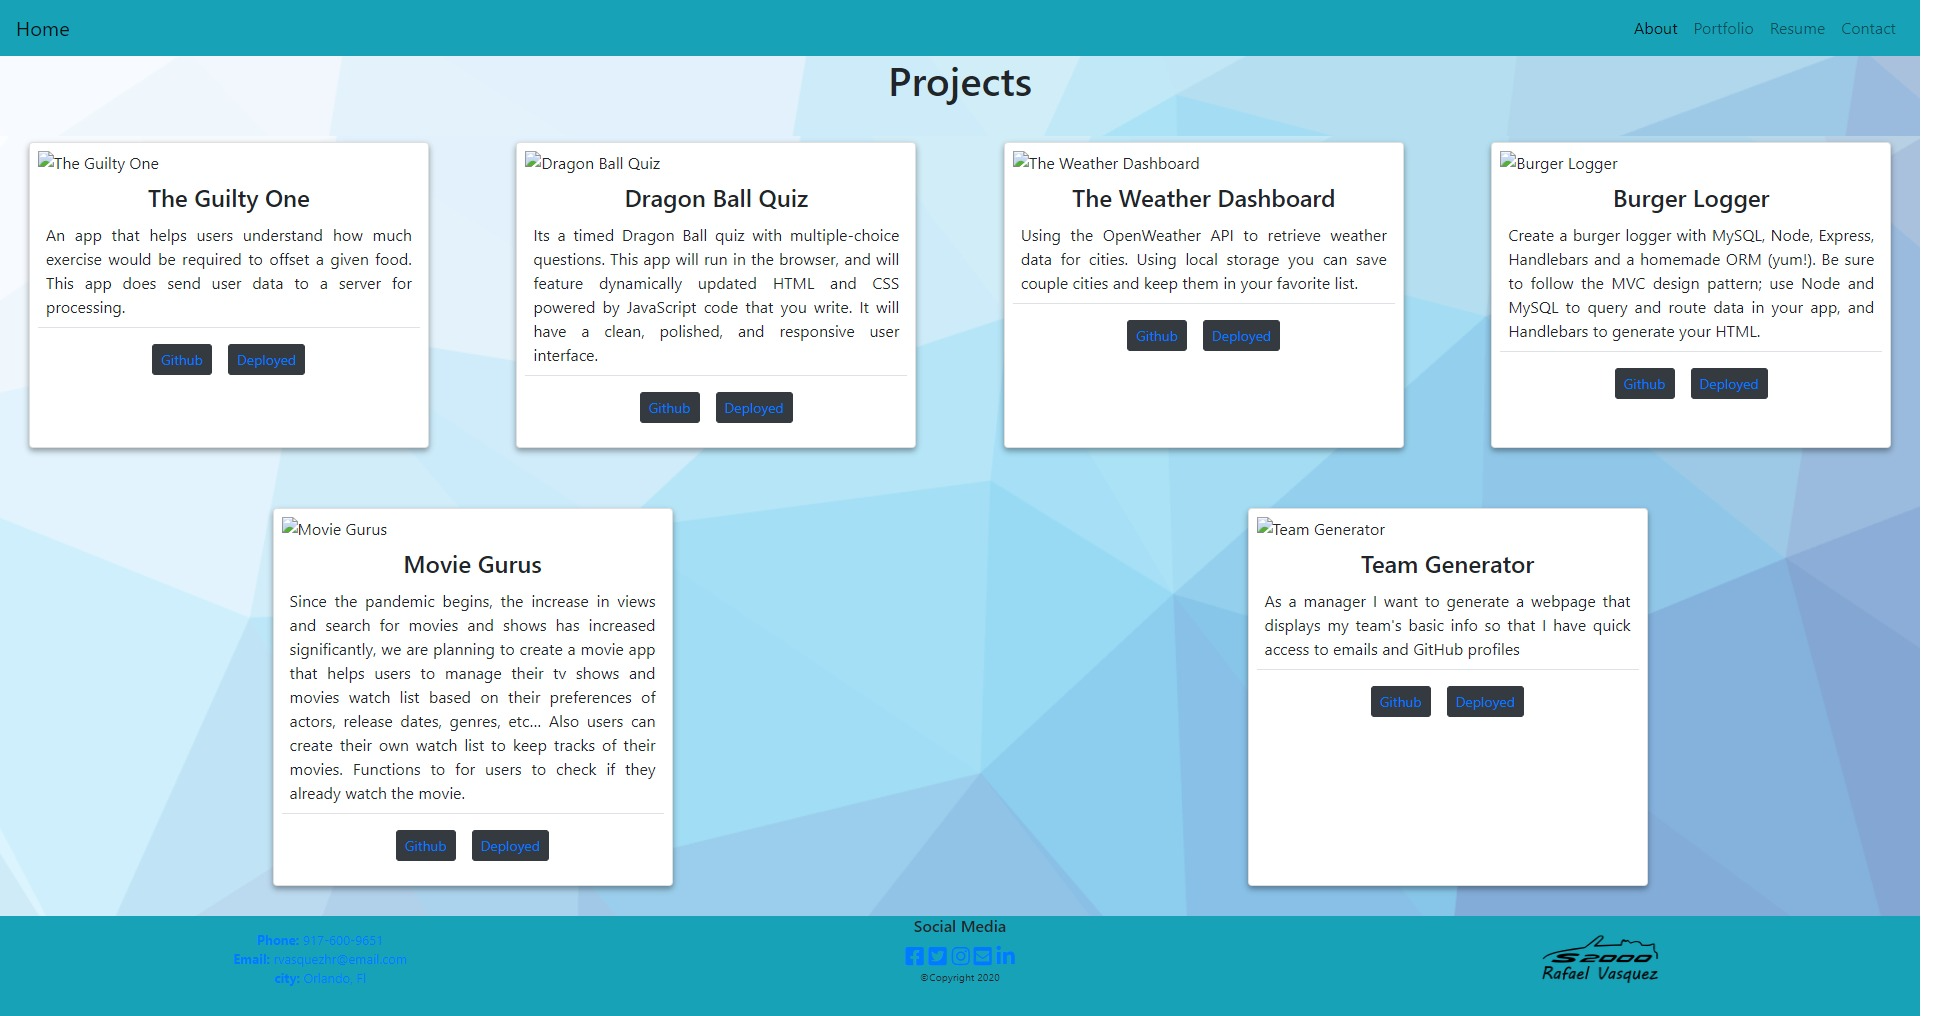 Home
About Portfolio Resume Contact
Projects
The Guilty One
The Guilty One
An app that helps users understand how much
exercise would be required to offset a given food.
This app does send user data to a server for
processing.
Github Deployed
Dragon Ball Quiz
Dragon Ball Quiz
Its a timed Dragon Ball quiz with multiple-choice
questions. This app will run in the browser, and will
feature dynamically updated HTML and CSS
powered by JavaScript code that you write. It will
have a clean, polished, and responsive user
interface.
Github Deployed
The Weather Dashboard
The Weather Dashboard
Using the OpenWeather API to retrieve weather
data for cities. Using local storage you can save
couple cities and keep them in your favorite list.
Github Deployed
Burger Logger
Burger Logger
Create a burger logger with MySQL, Node, Express,
Handlebars and a homemade ORM (yum!). Be sure
to follow the MVC design pattern; use Node and
MySQL to query and route data in your app, and
Handlebars to generate your HTML.
Github Deployed
Movie Gurus
Movie Gurus
Since the pandemic begins, the increase in views
and search for movies and shows has increased
significantly, we are planning to create a movie app
that helps users to manage their tv shows and
movies watch list based on their preferences of
actors, release dates, genres, etc... Also users can
create their own watch list to keep tracks of their
movies. Functions to for users to check if they
already watch the movie.
Github Deployed
Team Generator
Team Generator
As a manager I want to generate a webpage that
displays my team's basic info so that I have quick
access to emails and GitHub profiles
Github Deployed
Phone: 917-600-9651
Email: rvasquezhr@email.com
city: Orlando, Fl
Social Media
©Copyright 2020
S2000
Rafael Vasquez